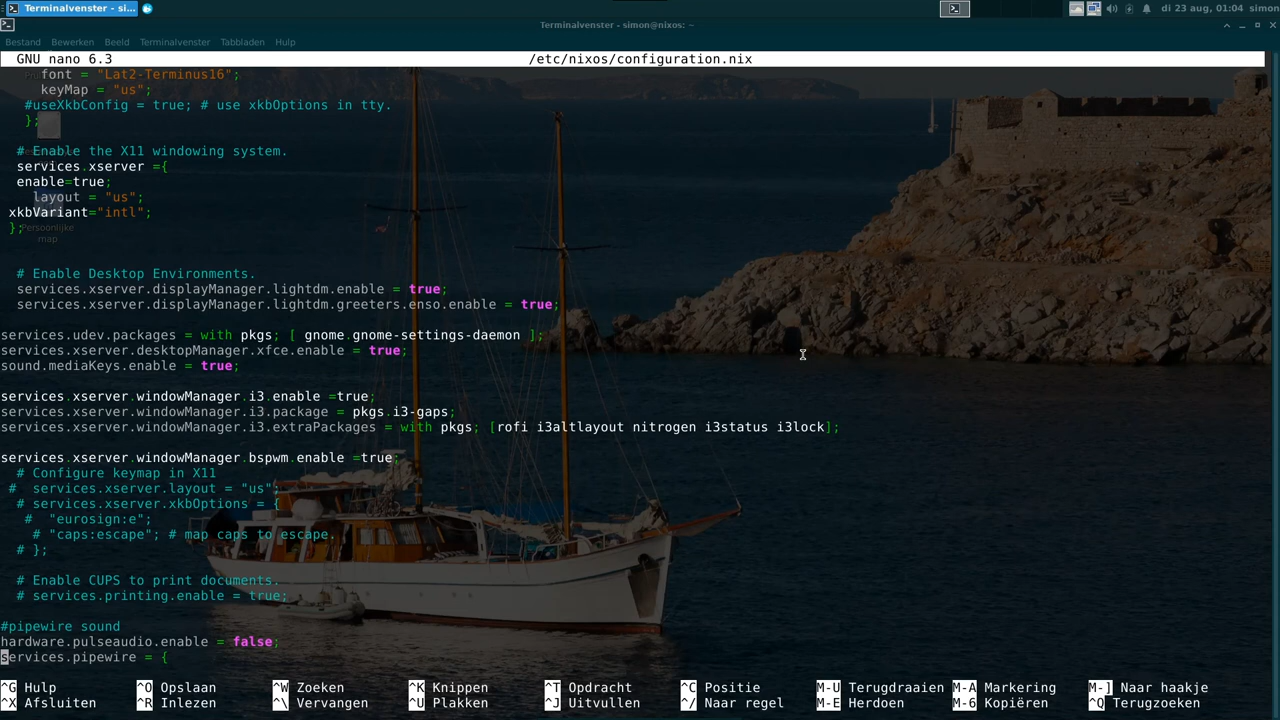 Terminalvenster - si...
di 23 aug, 01:04 simon
Terminalvenster - simon@nixos: ~
Bestand Bewerken Beeld Terminalvenster Tabbladen Hulp
GNU nano 6.3 /etc/nixos/configuration.nix
font = "Lat2-Terminus16";
keyMap = "us";
#useXkbConfig = true; # use xkbOptions in tty.
};
# Enable the X11 windowing system.
services.xserver ={
enable=true;
layout = "us";
xkbVariant="intl";
};
Persoonlijke
map
# Enable Desktop Environments.
services.xserver.displayManager.lightdm.enable = true;
services.xserver.displayManager.lightdm.greeters.enso.enable = true;
services.udev.packages = with pkgs; [ gnome.gnome-settings-daemon ];
services.xserver.desktopManager.xfce.enable = true;
sound.mediaKeys.enable = true;
services.xserver.windowManager.i3.enable =true;
services.xserver.windowManager.i3.package = pkgs.i3-gaps;
services.xserver.windowManager.i3.extraPackages = with pkgs; [rofi i3altlayout nitrogen i3status i3lock];
services.xserver.windowManager.bspwm.enable =true;
# Configure keymap in X11
#  services.xserver.layout = "us";
# services.xserver.xkbOptions = {
#  "eurosign:e";
# "caps:escape"; # map caps to escape.
# };
# Enable CUPS to print documents.
# services.printing.enable = true;
#pipewire sound
hardware.pulseaudio.enable = false;
services.pipewire = {
^G Hulp ^O Opslaan ^W Zoeken ^K Knippen ^T Opdracht ^C Positie M-U Terugdraaien M-A Markering M-] Naar haakje
^X Afsluiten ^R Inlezen ^\ Vervangen ^U Plakken ^J Uitvullen ^/ Naar regel M-E Herdoen M-6 Kopiëren ^Q Terugzoeken